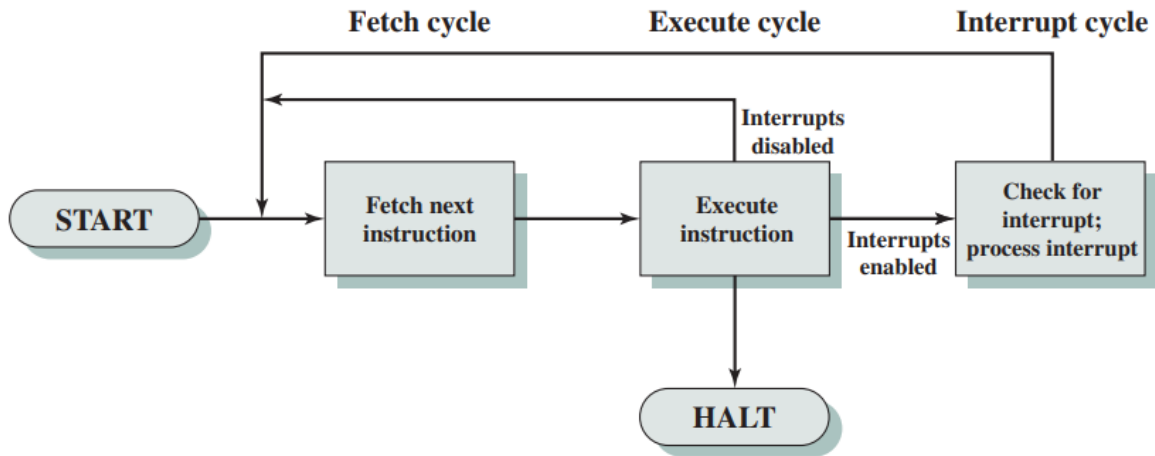 Fetch cycle
Execute cycle
Interrupt cycle
Interrupts
disabled
START
Fetch next
instruction
Execute
instruction
Interrupts
enabled
Check for
interrupt;
process interrupt
HALT